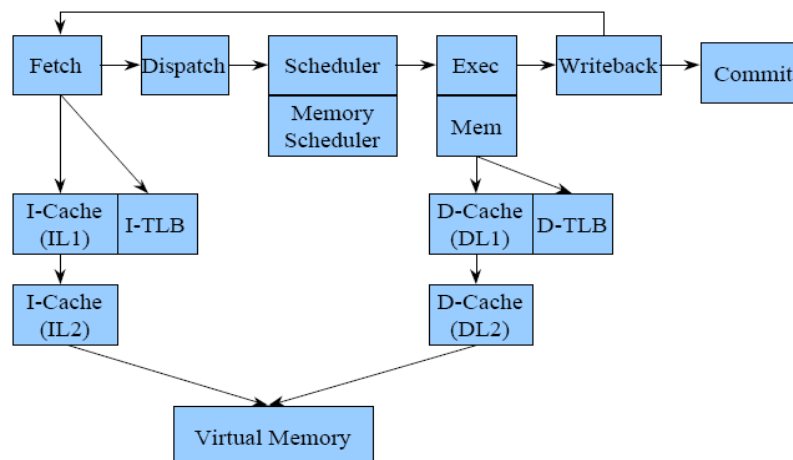 Fetch
Dispatch
Scheduler
Exec
Writeback
Commit
Memory
Scheduler
Mem
I-Cache
(IL1)
I-TLB
D-Cache
(DL1)
D-TLB
I-Cache
(IL2)
D-Cache
(DL2)
Virtual Memory